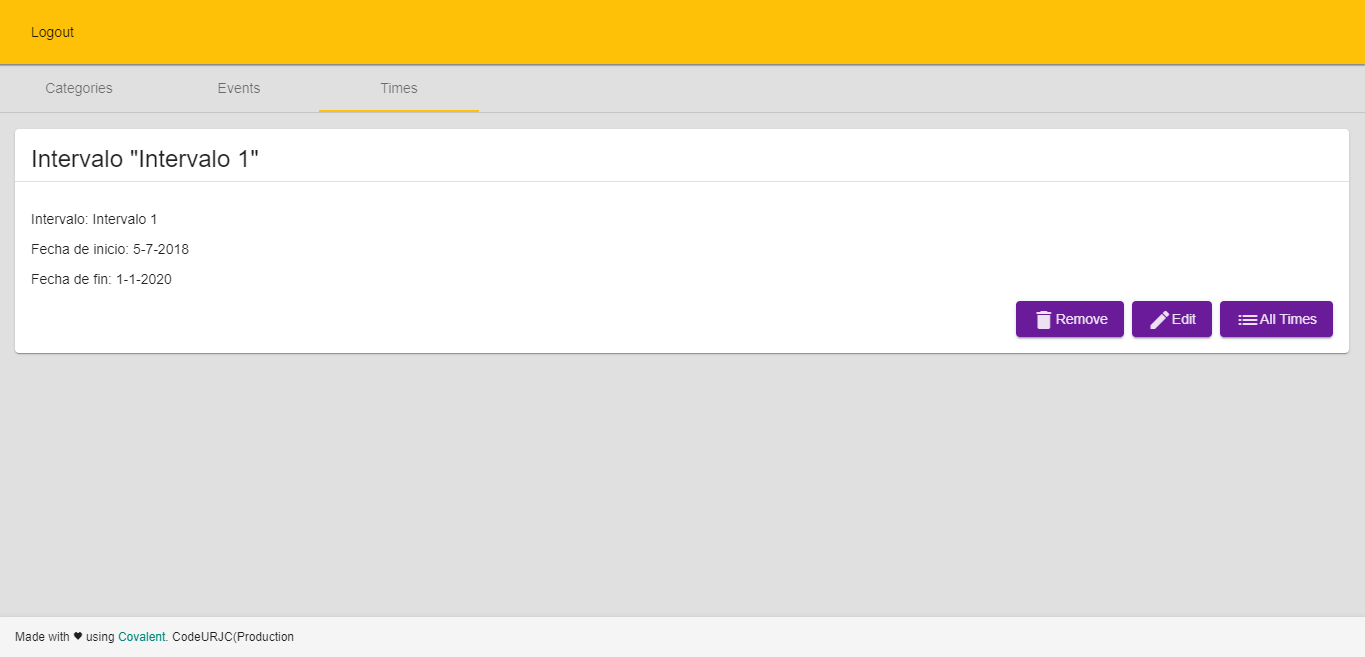 Logout
Categories Events Times
Intervalo "Intervalo 1"
Intervalo: Intervalo 1
Fecha de inicio: 5-7-2018
Fecha de fin: 1-1-2020
Remove Edit All Times
Made with ♥ using Covalent. CodeURJC(Production